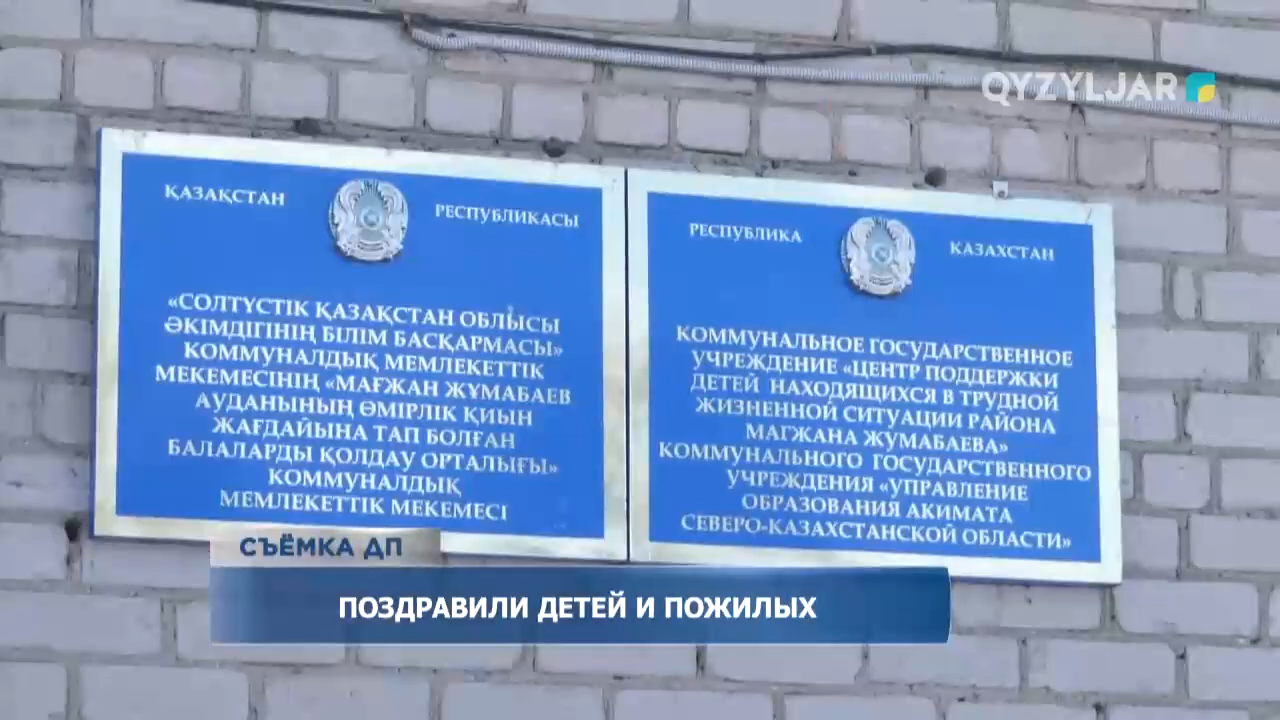 QYZYLJAR
ҚАЗАҚСТАН РЕСПУБЛИКАСЫ
«СОЛТҮСТІК ҚАЗАҚСТАН ОБЛЫСЫ
ӘКІМДІГІНІҢ БІЛІМ БАСҚАРМАСЫ»
КОММУНАЛДЫҚ МЕМЛЕКЕТТІК
МЕКЕМЕСІНІҢ «МАҒЖАН ЖҰМАБАЕВ
АУДАНЫНЫҢ ӨМІРЛІК ҚИЫН
ЖАҒДАЙЫНА ТАП БОЛҒАН
БАЛАЛАРДЫ ҚОЛДАУ ОРТАЛЫҒЫ»
КОММУНАЛДЫҚ
МЕМЛЕКЕТТІК МЕКЕМЕСІ
РЕСПУБЛИКА КАЗАХСТАН
КОММУНАЛЬНОЕ ГОСУДАРСТВЕННОЕ
УЧРЕЖДЕНИЕ «ЦЕНТР ПОДДЕРЖКИ
ДЕТЕЙ НАХОДЯЩИХСЯ В ТРУДНОЙ
ЖИЗНЕННОЙ СИТУАЦИИ РАЙОНА
МАГЖАНА ЖУМАБАЕВА»
КОММУНАЛЬНОГО ГОСУДАРСТВЕННОГО
УЧРЕЖДЕНИЯ «УПРАВЛЕНИЕ
ОБРАЗОВАНИЯ АКИМАТА
СЕВЕРО-КАЗАХСТАНСКОЙ ОБЛАСТИ»
СЪЁМКА ДП
ПОЗДРАВИЛИ ДЕТЕЙ И ПОЖИЛЫХ